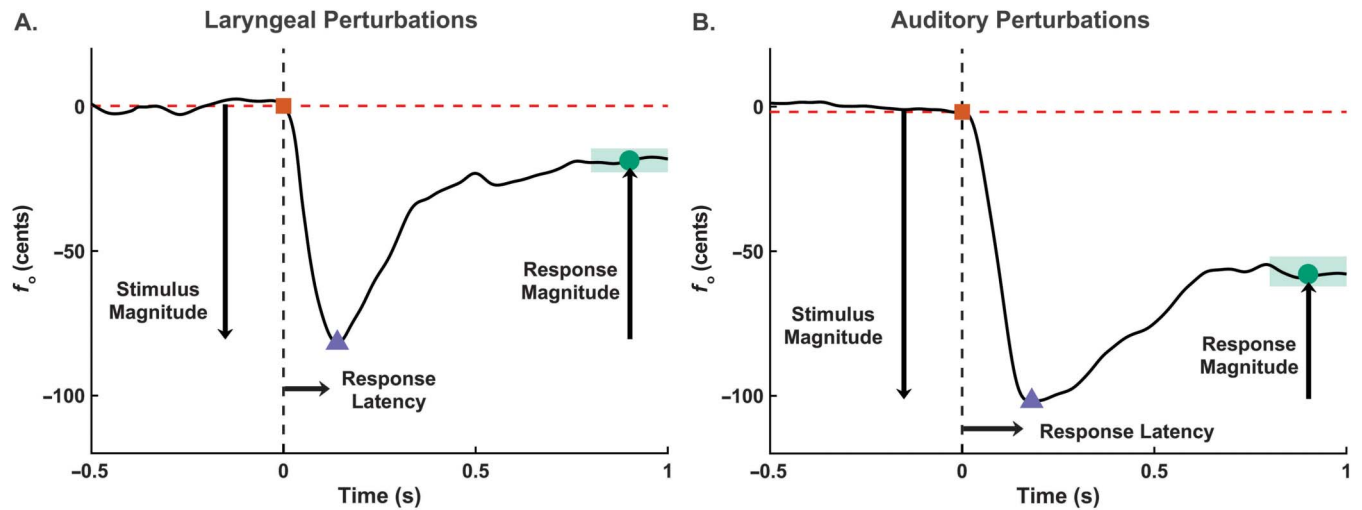 A.
Laryngeal Perturbations
0
−50
−100
fo (cents)
Stimulus
Magnitude
Response
Magnitude
Response
Latency
−0.5
0
0.5
1
Time (s)
B.
Auditory Perturbations
0
−50
−100
fo (cents)
Stimulus
Magnitude
Response
Magnitude
Response Latency
−0.5
0
0.5
1
Time (s)